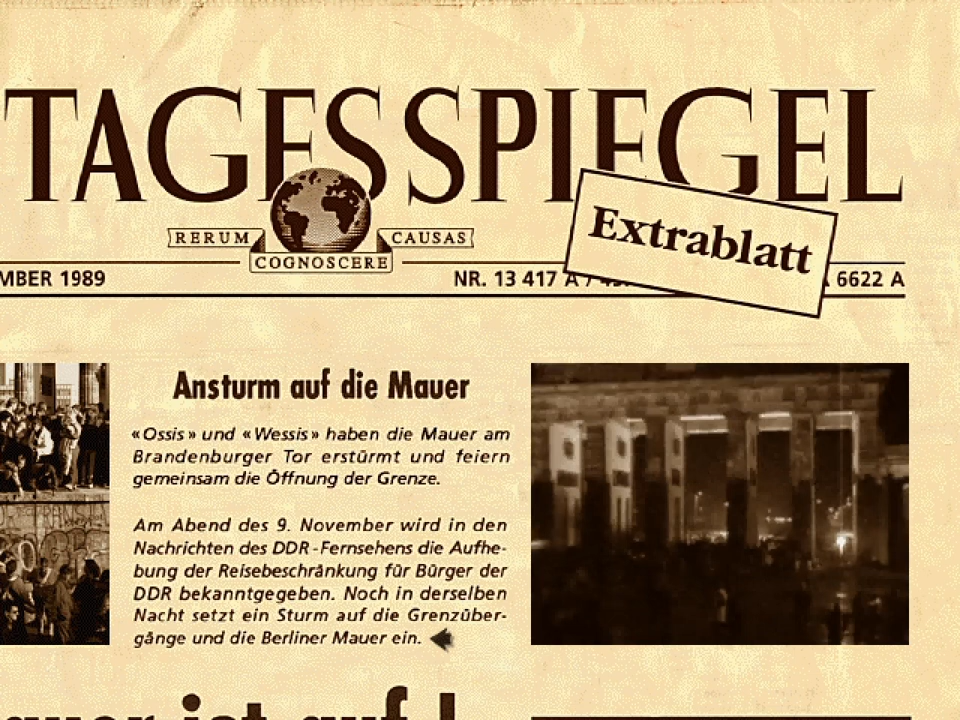 TAGESSPIEGEL
RERUM CAUSAS
COGNOSCERE
Extrablatt
MBER 1989 NR. 13 417 A / 6622 A
Ansturm auf die Mauer
«Ossis» und «Wessis» haben die Mauer am
Brandenburger Tor erstürmt und feiern
gemeinsam die Öffnung der Grenze.
Am Abend des 9. November wird in den
Nachrichten des DDR-Fernsehens die Aufhe-
bung der Reisebeschränkung für Bürger der
DDR bekanntgegeben. Noch in derselben
Nacht setzt ein Sturm auf die Grenzüber-
gänge und die Berliner Mauer ein.
auer ist auf!